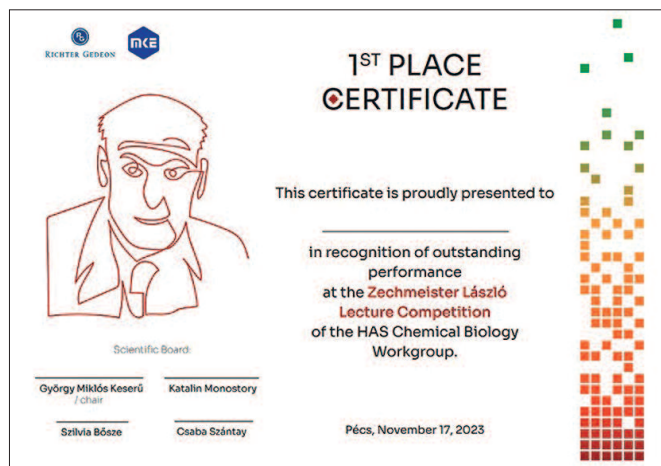 RICHTER GEDEON
MKE
1ST PLACE
CERTIFICATE
This certificate is proudly presented to
in recognition of outstanding
performance
at the Zechmeister László
Lecture Competition
of the HAS Chemical Biology
Workgroup.
Scientific Board:
György Miklós Keserű
/ chair
Katalin Monostory
Szilvia Bősze
Csaba Szántay
Pécs, November 17, 2023